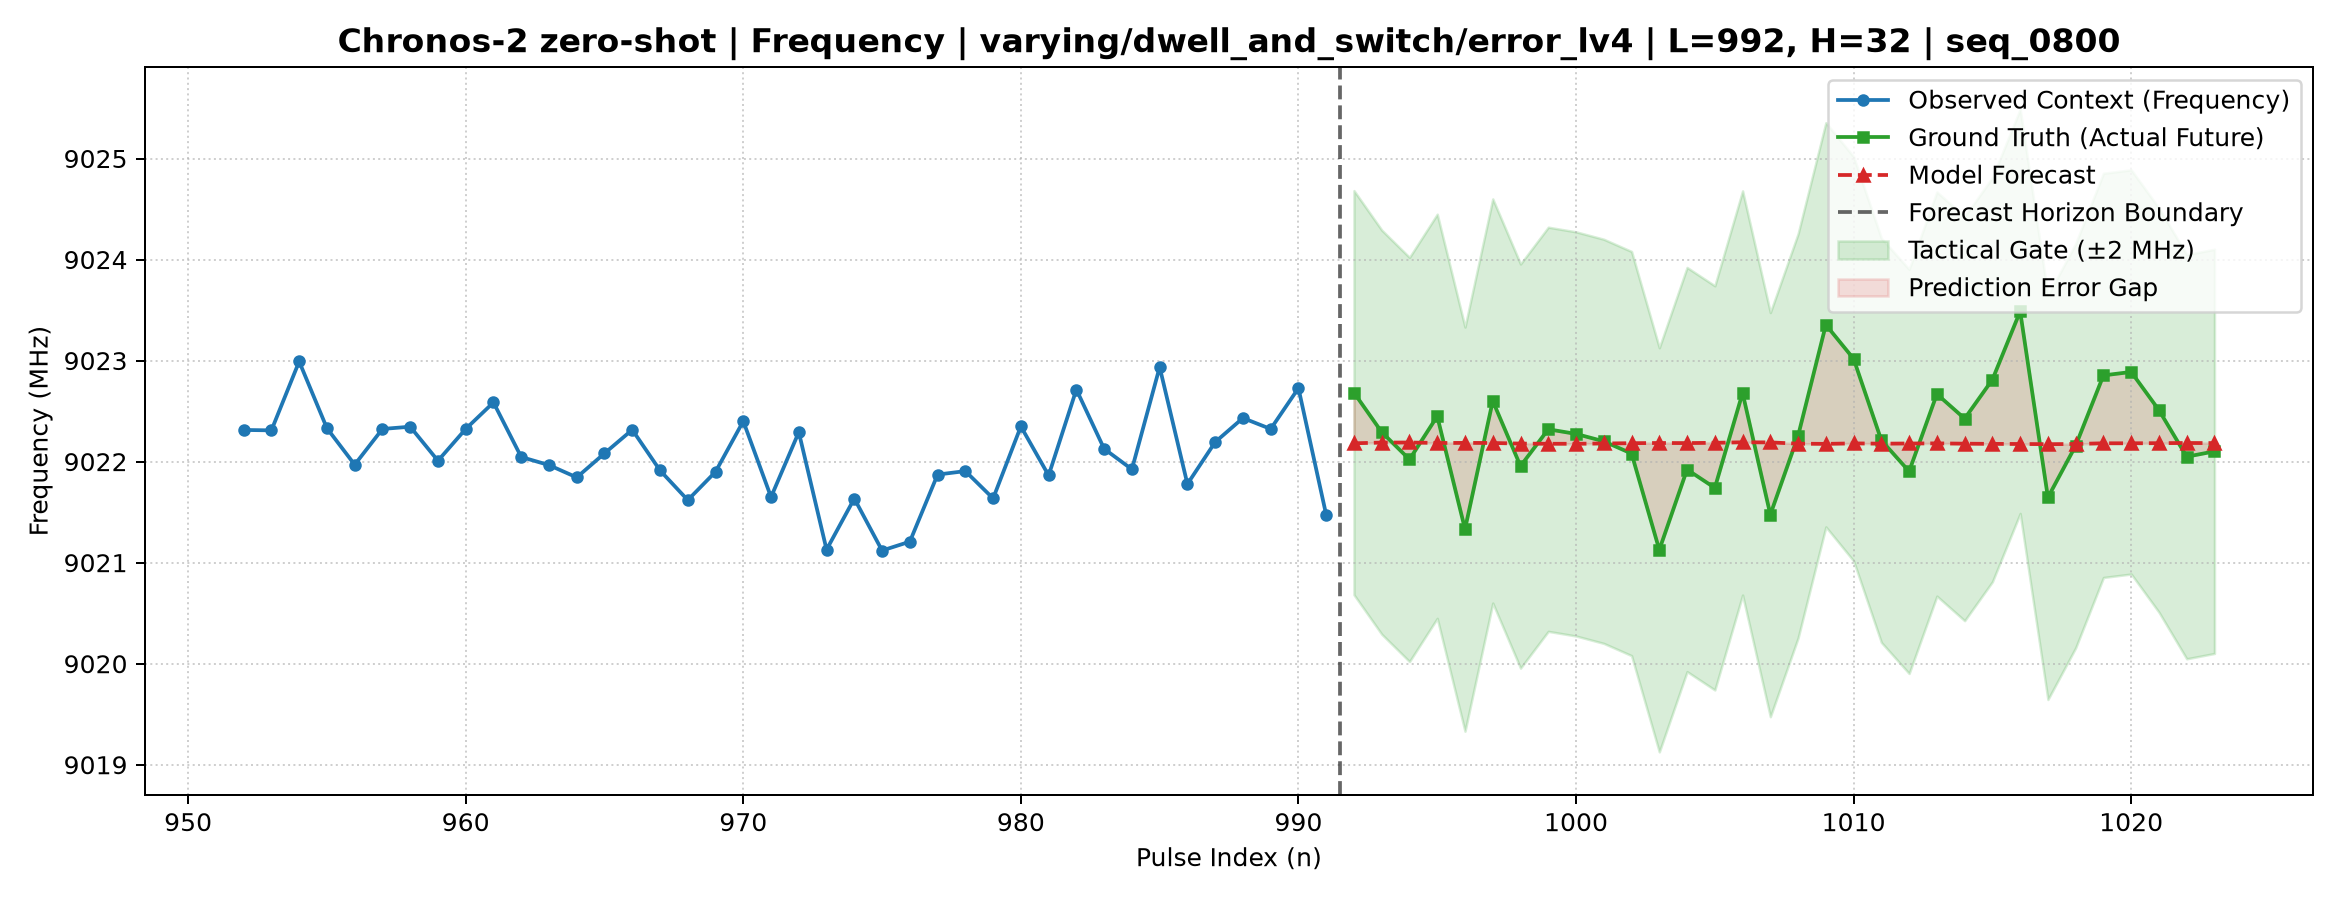 Chronos-2 zero-shot | Frequency | varying/dwell_and_switch/error_lv4 | L=992, H=32 | seq_0800
Observed Context (Frequency)
Ground Truth (Actual Future)
Model Forecast
Forecast Horizon Boundary
Tactical Gate (±2 MHz)
Prediction Error Gap
Frequency (MHz)
9025
9024
9023
9022
9021
9020
9019
950 960 970 980 990 1000 1010 1020
Pulse Index (n)